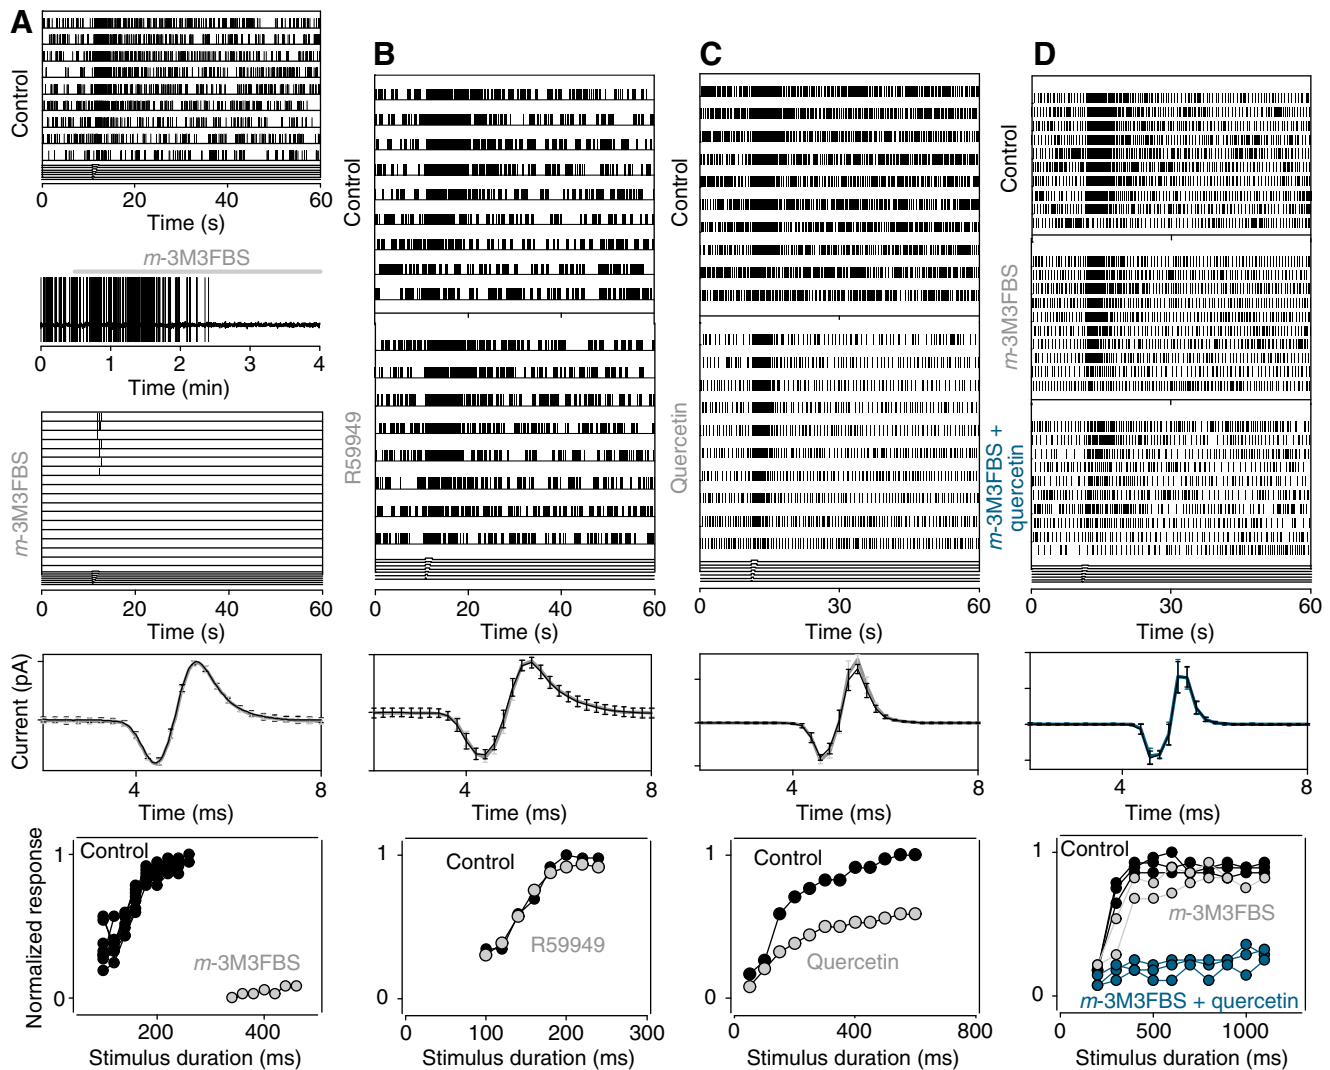 A
Control
0 20 40 60
Time (s)
m-3M3FBS
0 1 2 3 4
Time (min)
m-3M3FBS
0 20 40 60
Time (s)
Current (pA)
4 8
Time (ms)
Normalized response
1
0
Control
m-3M3FBS
200 400
Stimulus duration (ms)
B
Control
R59949
0 20 40 60
Time (s)
4 8
Time (ms)
1
0
Control
R59949
0 100 200 300
Stimulus duration (ms)
C
Control
Quercetin
0 30 60
Time (s)
4 8
Time (ms)
1
0
Control
Quercetin
0 400 800
Stimulus duration (ms)
D
Control
m-3M3FBS
m-3M3FBS +
quercetin
0 30 60
Time (s)
4 8
Time (ms)
1
0
Control
m-3M3FBS
m-3M3FBS + quercetin
0 500 1000
Stimulus duration (ms)